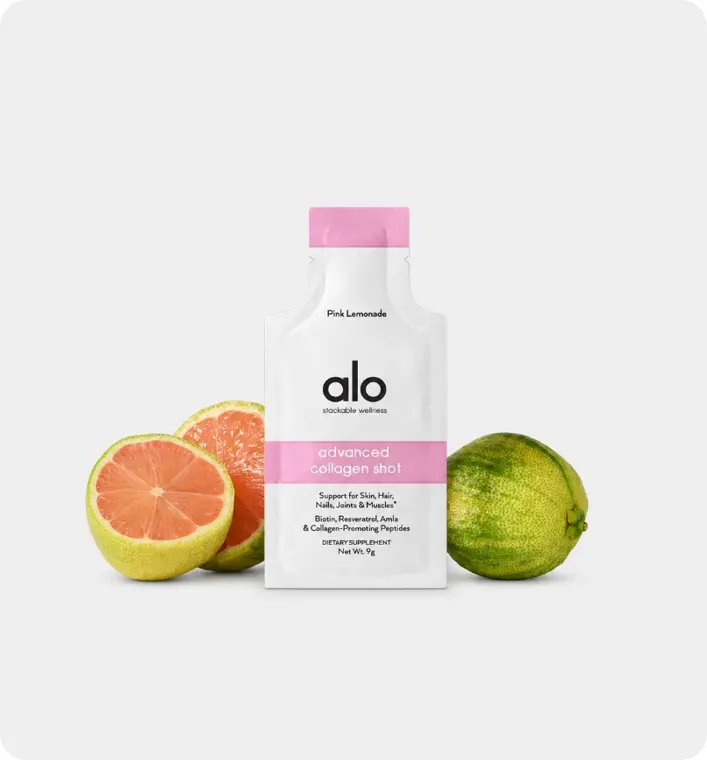 Pink Lemonade
alo
stackable wellness
advanced
collagen shot
Support for Skin, Hair,
Nails, Joints & Muscles*
Biotin, Resveratrol, Amla
& Collagen-Promoting Peptides
DIETARY SUPPLEMENT
Net Wt. 9g